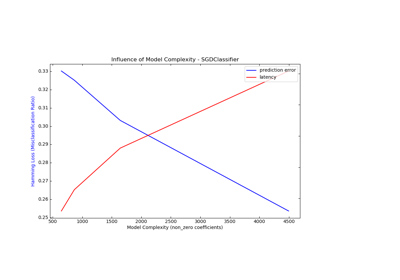 Influence of Model Complexity - SGDClassifier
prediction error
latency
Hamming Loss (Misclassification Ratio)
0.33
0.32
0.31
0.30
0.29
0.28
0.27
0.26
0.25
500 1000 1500 2000 2500 3000 3500 4000 4500
Model Complexity (non_zero coefficients)